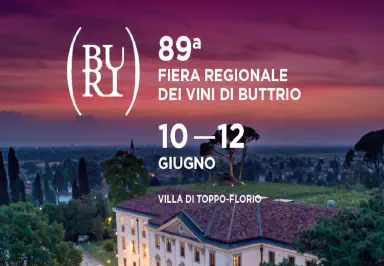 BU
RI
89ª
FIERA REGIONALE
DEI VINI DI BUTTRIO
10 — 12
GIUGNO
VILLA DI TOPPO-FLORIO